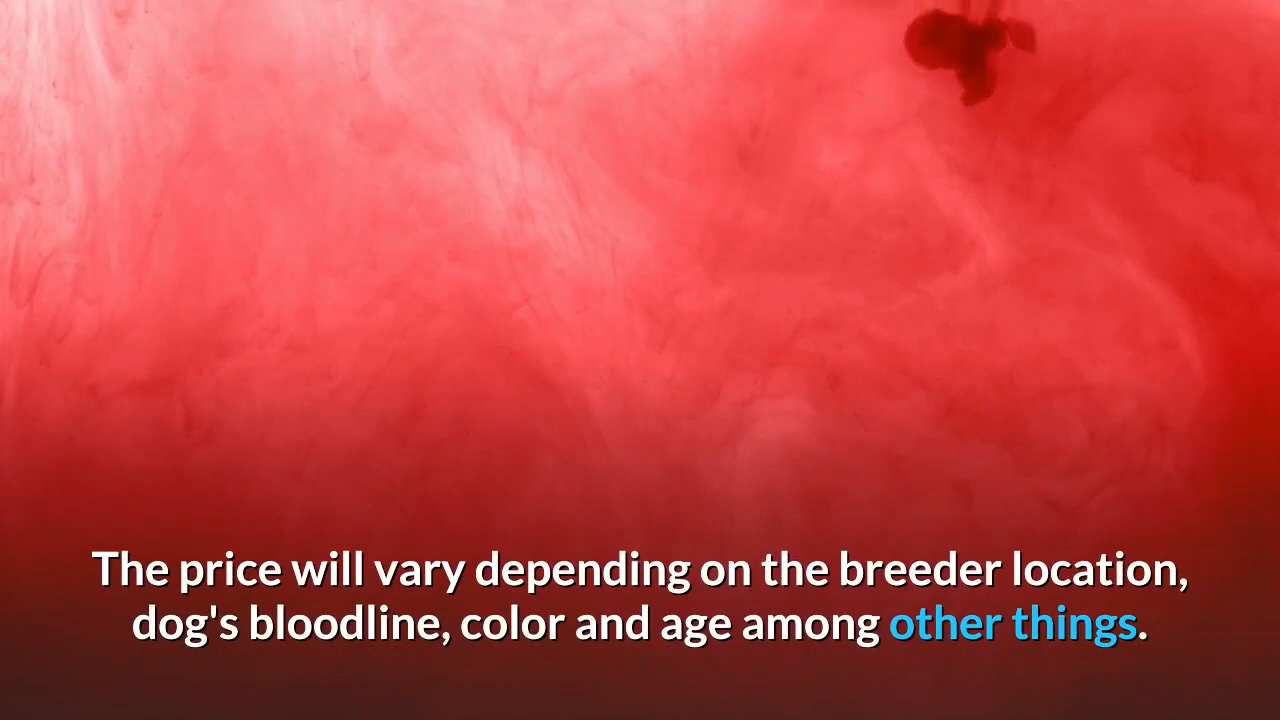 The price will vary depending on the breeder location,
dog's bloodline, color and age among other things.